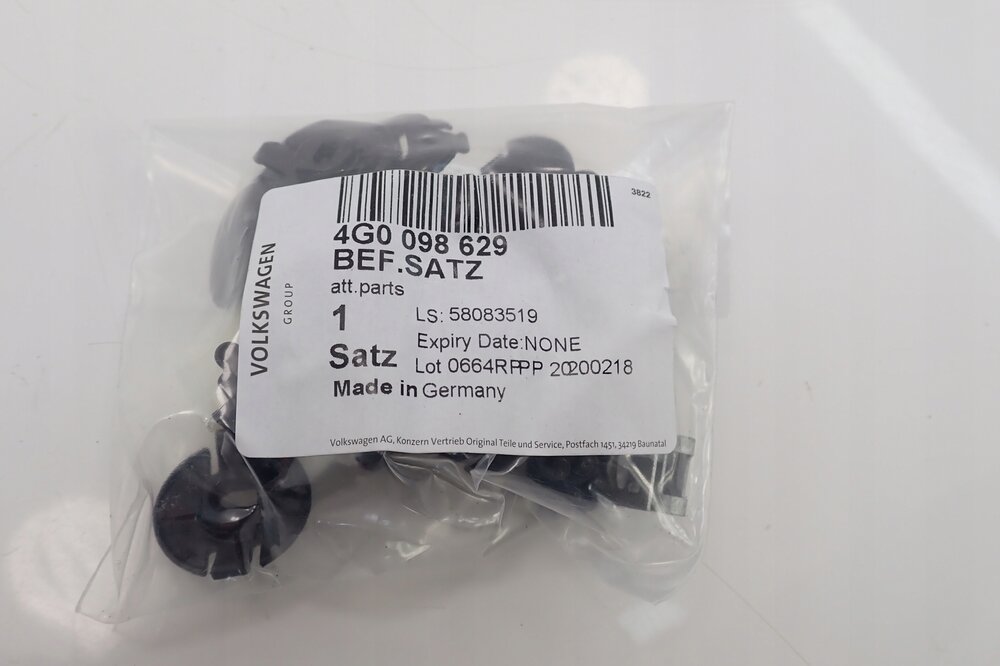 3822
4G0 098 629
BEF.SATZ
att.parts
1
LS: 58083519
Expiry Date:NONE
Satz
Lot 0664RPPP 20200218
Made in Germany
VOLKSWAGEN
GROUP
Volkswagen AG, Konzern Vertrieb Original Teile und Service, Postfach 1451, 34219 Baunatal